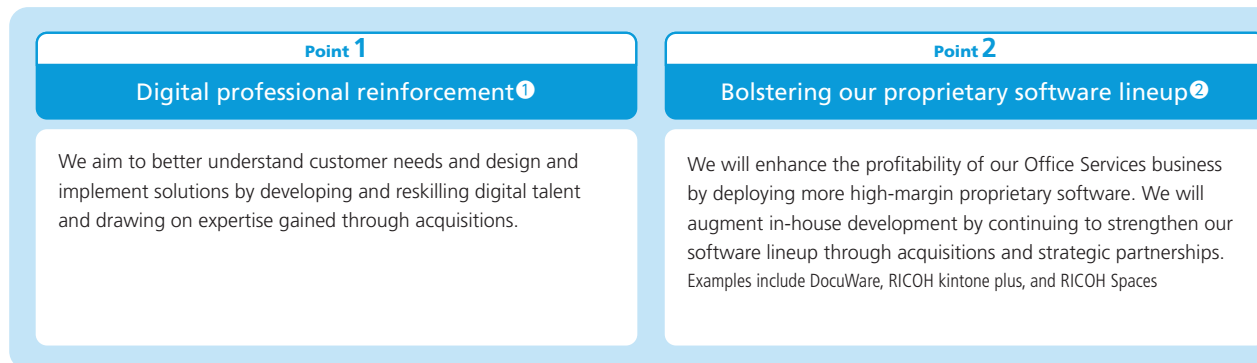 Point 1
Digital professional reinforcement❶
We aim to better understand customer needs and design and
implement solutions by developing and reskilling digital talent
and drawing on expertise gained through acquisitions.
Point 2
Bolstering our proprietary software lineup❷
We will enhance the profitability of our Office Services business
by deploying more high-margin proprietary software. We will
augment in-house development by continuing to strengthen our
software lineup through acquisitions and strategic partnerships.
Examples include DocuWare, RICOH kintone plus, and RICOH Spaces